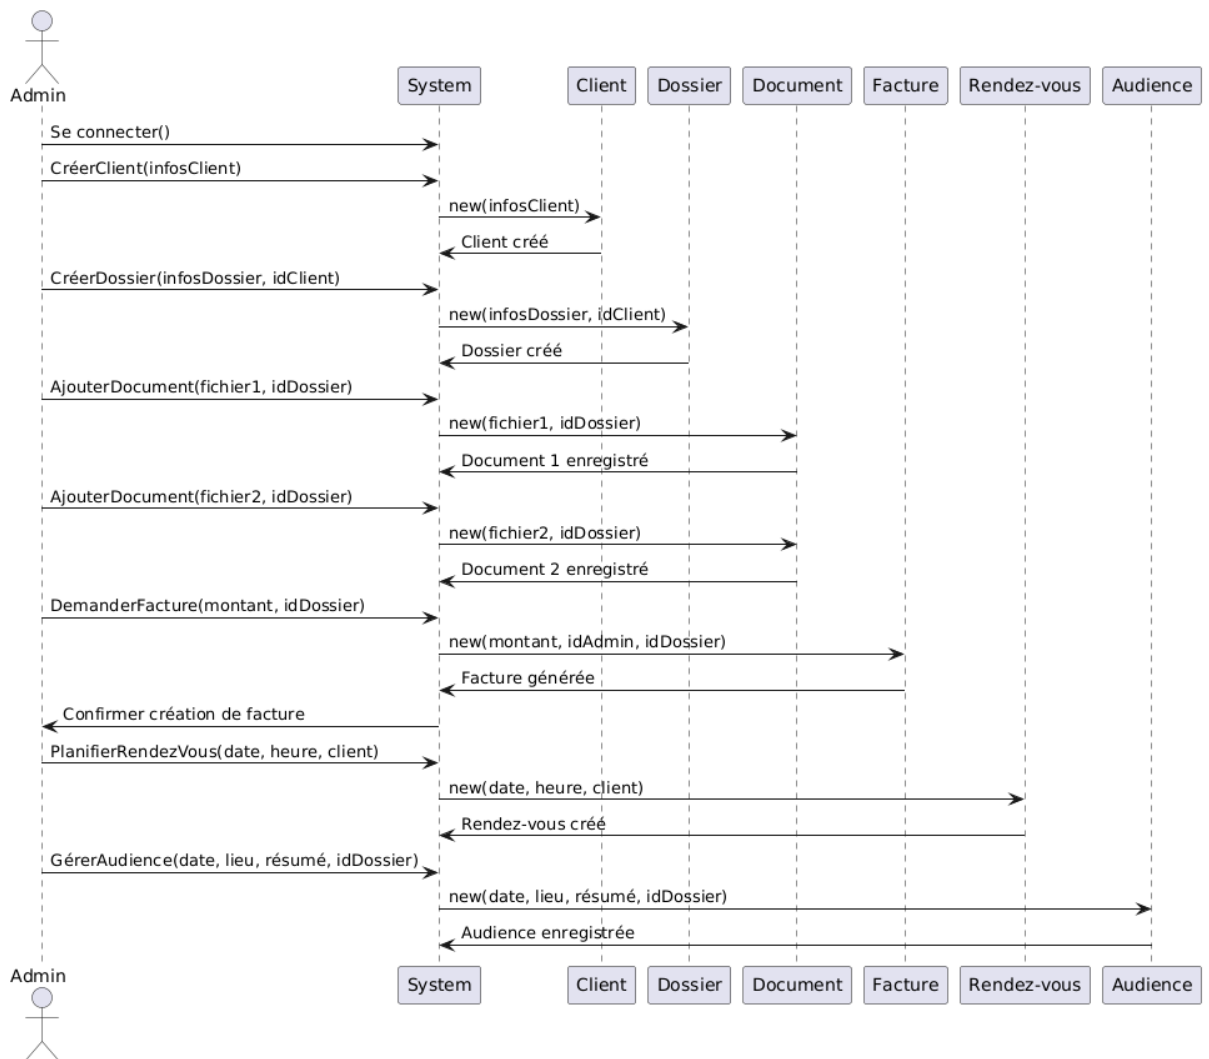 Admin
System
Client
Dossier
Document
Facture
Rendez-vous
Audience
Se connecter()
CréerClient(infosClient)
new(infosClient)
Client créé
CréerDossier(infosDossier, idClient)
new(infosDossier, idClient)
Dossier créé
AjouterDocument(fichier1, idDossier)
new(fichier1, idDossier)
Document 1 enregistré
AjouterDocument(fichier2, idDossier)
new(fichier2, idDossier)
Document 2 enregistré
DemanderFacture(montant, idDossier)
new(montant, idAdmin, idDossier)
Facture générée
Confirmer création de facture
PlanifierRendezVous(date, heure, client)
new(date, heure, client)
Rendez-vous créé
GérerAudience(date, lieu, résumé, idDossier)
new(date, lieu, résumé, idDossier)
Audience enregistrée
Admin
System
Client
Dossier
Document
Facture
Rendez-vous
Audience